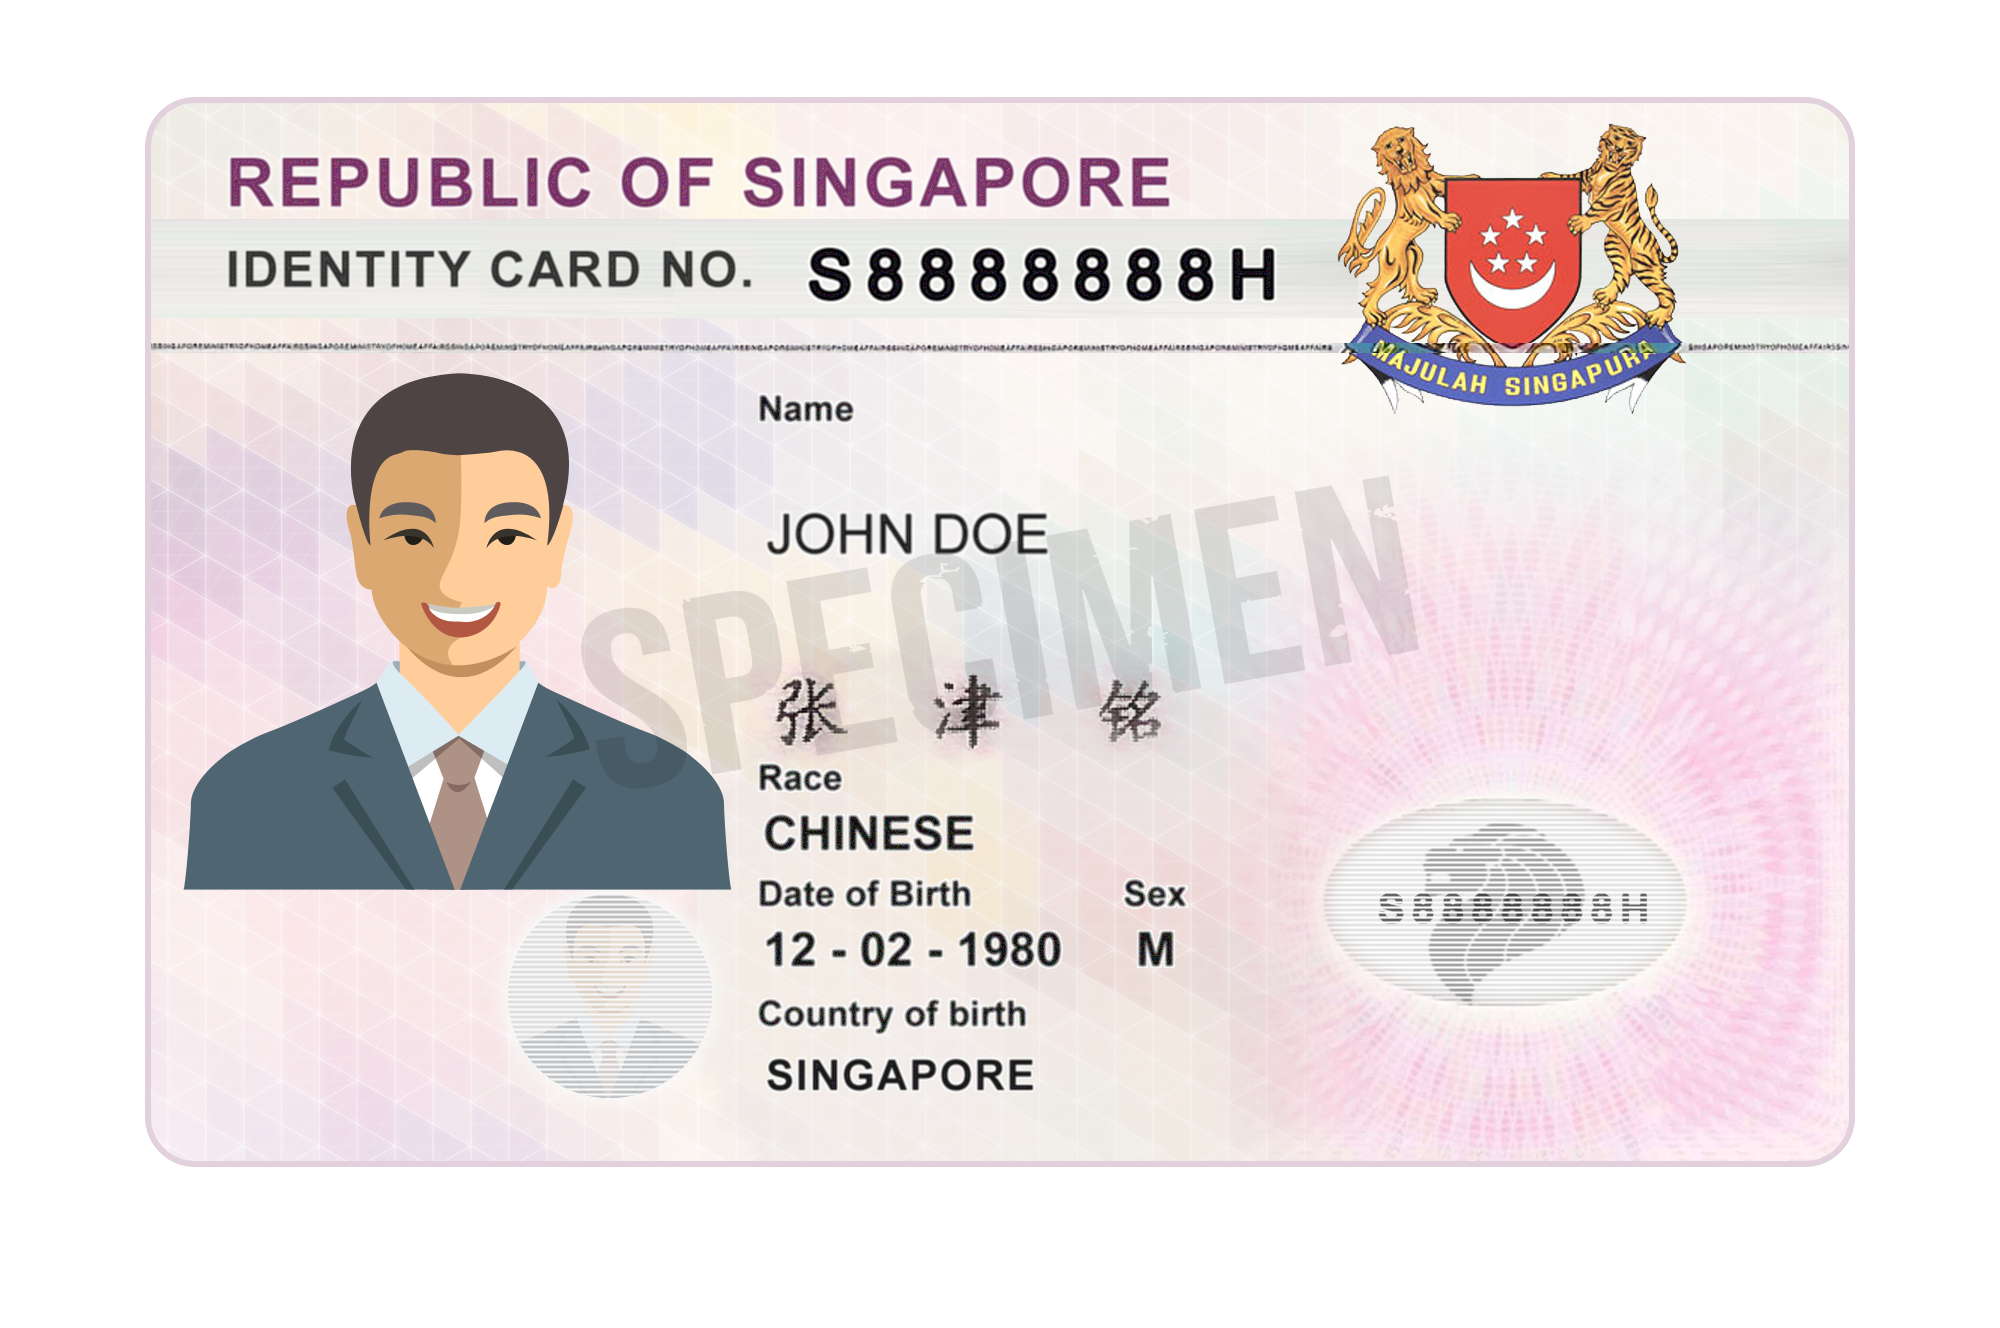 REPUBLIC OF SINGAPORE
IDENTITY CARD NO. S8888888H
MAJULAH SINGAPURA
Name
JOHN DOE
SPECIMEN
张 津 铭
Race
CHINESE
Date of Birth Sex
12 - 02 - 1980 M
S8888888H
Country of birth
SINGAPORE